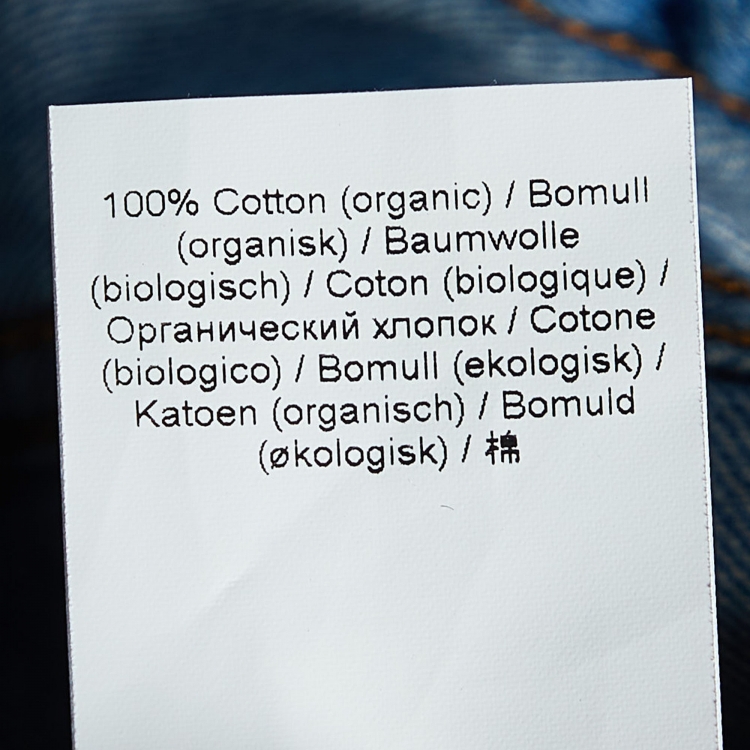 100% Cotton (organic) / Bomull
(organisk) / Baumwolle
(biologisch) / Coton (biologique) /
Органический хлопок / Cotone
(biologico) / Bomull (ekologisk) /
Katoen (organisch) / Bomuld
(økologisk) / 棉